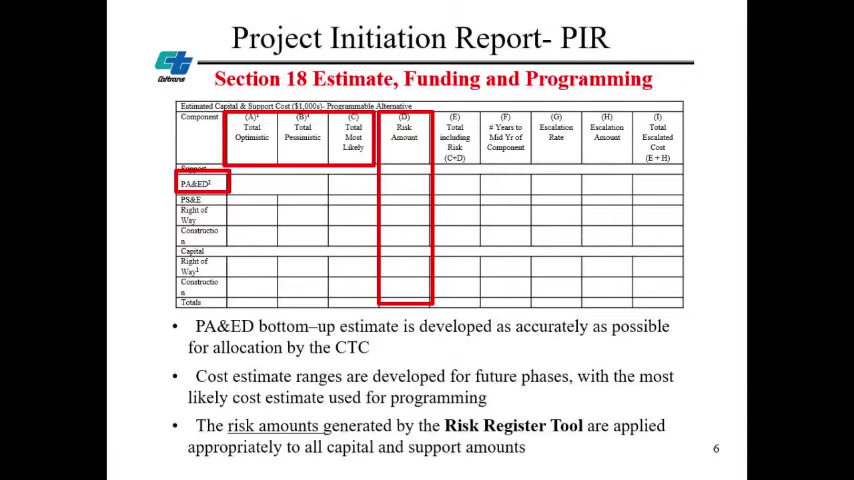 Project Initiation Report- PIR
Caltrans
Section 18 Estimate, Funding and Programming
Estimated Capital & Support Cost ($1,000s)- Programmable Alternative
Component (A)¹ Total Optimistic (B)¹ Total Pessimistic (C) Total Most Likely (D) Risk Amount (E) Total including Risk (C+D) (F) # Years to Mid Yr of Component (G) Escalation Rate (H) Escalation Amount (I) Total Escalated Cost (E + H)
Support
PA&ED²
PS&E
Right of
Way
Constructio
n
Capital
Right of
Way¹
Constructio
n
Totals
• PA&ED bottom–up estimate is developed as accurately as possible
for allocation by the CTC
• Cost estimate ranges are developed for future phases, with the most
likely cost estimate used for programming
• The risk amounts generated by the Risk Register Tool are applied
appropriately to all capital and support amounts
6